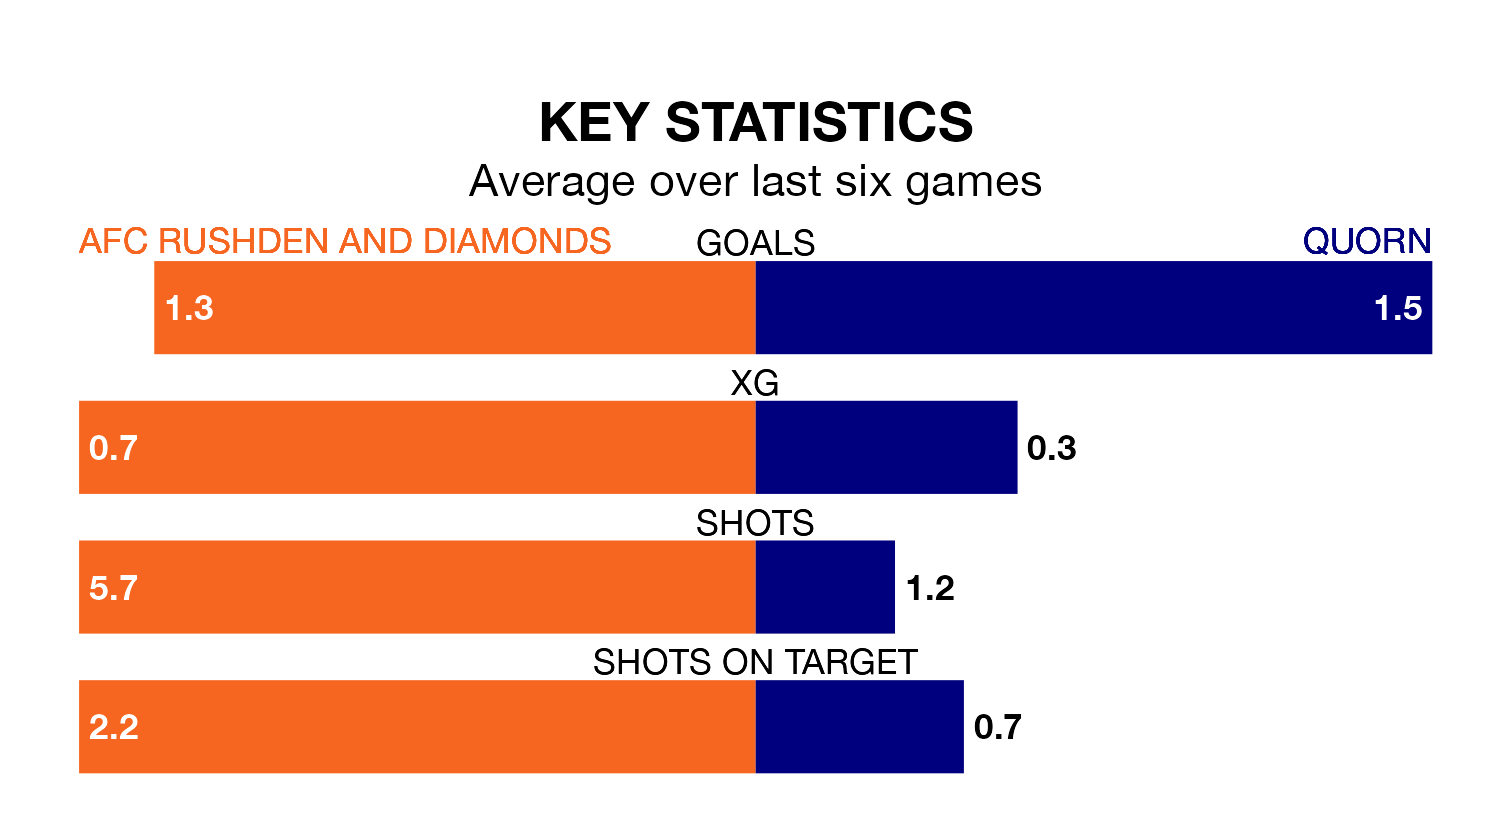 KEY STATISTICS
Average over last six games
AFC RUSHDEN AND DIAMONDS GOALS QUORN
1.3 1.5
XG
0.7 0.3
SHOTS
5.7 1.2
SHOTS ON TARGET
2.2 0.7